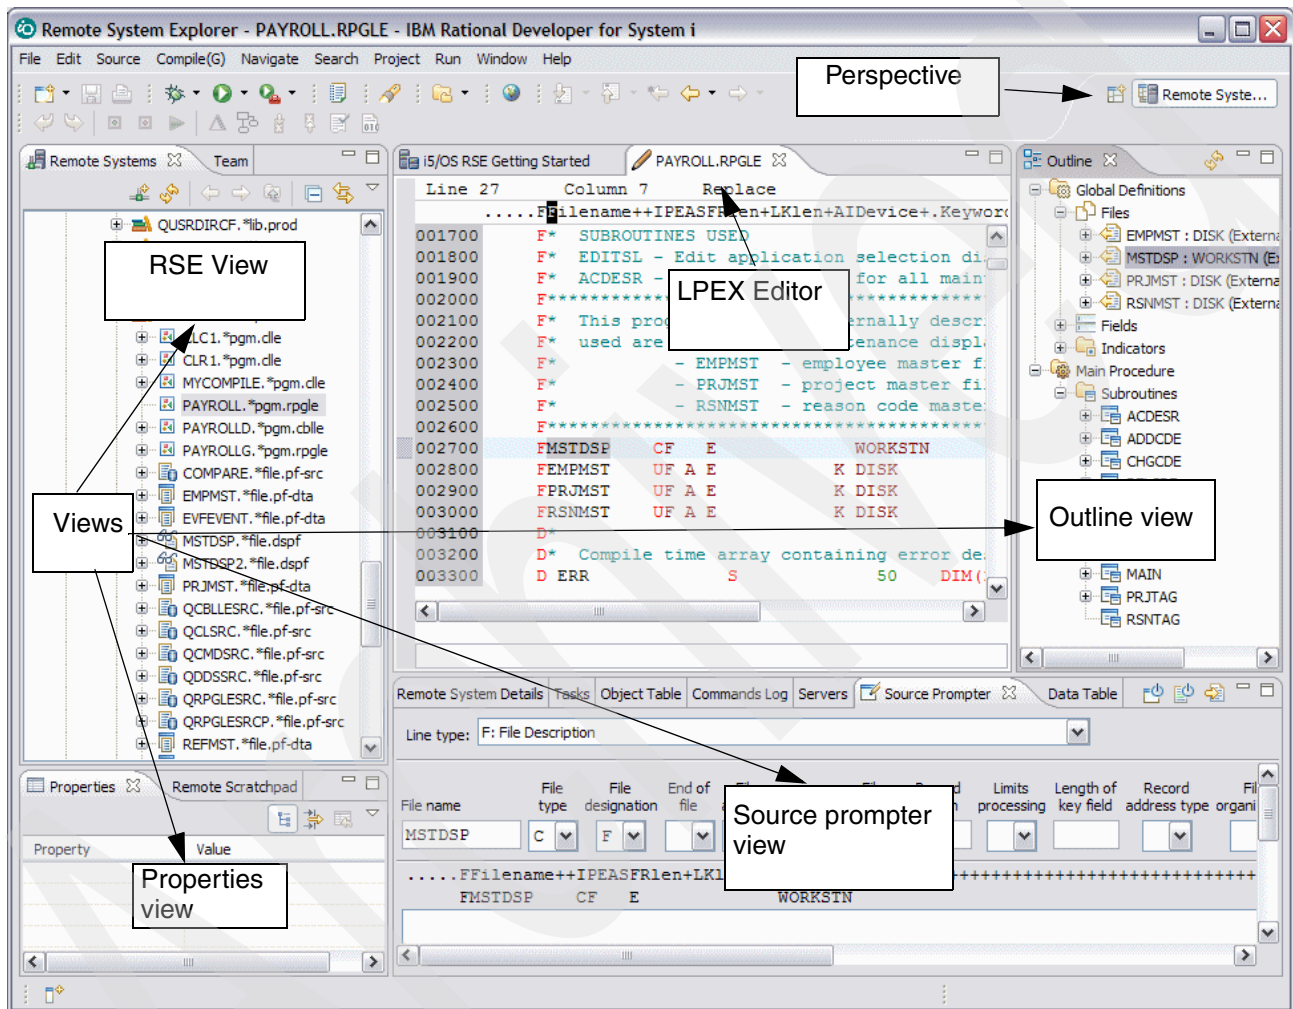 Remote System Explorer - PAYROLL.RPGLE - IBM Rational Developer for System i
File Edit Source Compile(G) Navigate Search Project Run Window Help
Perspective
Remote Syste...
Remote Systems
Team
QUSRDIRCF.*lib.prod
RSE View
CLC1.*pgm.clle
CLR1.*pgm.clle
MYCOMPILE.*pgm.clle
PAYROLL.*pgm.rpgle
PAYROLLD.*pgm.cblle
PAYROLLG.*pgm.rpgle
COMPARE.*file.pf-src
EMPMST.*file.pf-dta
EVFEVENT.*file.pf-dta
MSTDSP.*file.dspf
MSTDSP2.*file.dspf
PRJMST.*file.pf-dta
QCBLLESRC.*file.pf-src
QCLSRC.*file.pf-src
QCMDSRC.*file.pf-src
QDDSSRC.*file.pf-src
QRPGLESRC.*file.pf-src
QRPGLESRCP.*file.pf-src
REFMST.*file.pf-dta
Views
i5/OS RSE Getting Started
PAYROLL.RPGLE
Line 27 Column 7 Replace
.....FFilename++IPEASFRlen+LKlen+AIDevice+.Keyword
001700 F* SUBROUTINES USED
001800 F* EDITSL - Edit application selection di
001900 F* ACDESR - for all main
002000 F*****************************************
002100 F* This pro ernally descr
002200 F* used are tenance displ
002300 F* - EMPMST - employee master f
002400 F* - PRJMST - project master fi
002500 F* - RSNMST - reason code master
002600 F*****************************************
002700 FMSTDSP CF E WORKSTN
002800 FEMPMST UF A E K DISK
002900 FPRJMST UF A E K DISK
003000 FRSNMST UF A E K DISK
003100 D*
003200 D* Compile time array containing error de
003300 D ERR S 50 DIM(
LPEX Editor
Outline
Global Definitions
Files
EMPMST : DISK (Externa
MSTDSP : WORKSTN (E
PRJMST : DISK (Externa
RSNMST : DISK (Externa
Fields
Indicators
Main Procedure
Subroutines
ACDESR
ADDCDE
CHGCDE
Outline view
MAIN
PRJTAG
RSNTAG
Properties
Remote Scratchpad
Property Value
Properties
view
Remote System Details Tasks Object Table Commands Log Servers Source Prompter Data Table
Line type: F: File Description
File name
File
type
File
designation
End of
file
Limits
processing
Length of
key field
Record
address type
Fil
organi
MSTDSP C F
Source prompter
view
.....FFilename++IPEASFRlen+LKl ++++++++++++++++++++++++++++
FMSTDSP CF E WORKSTN